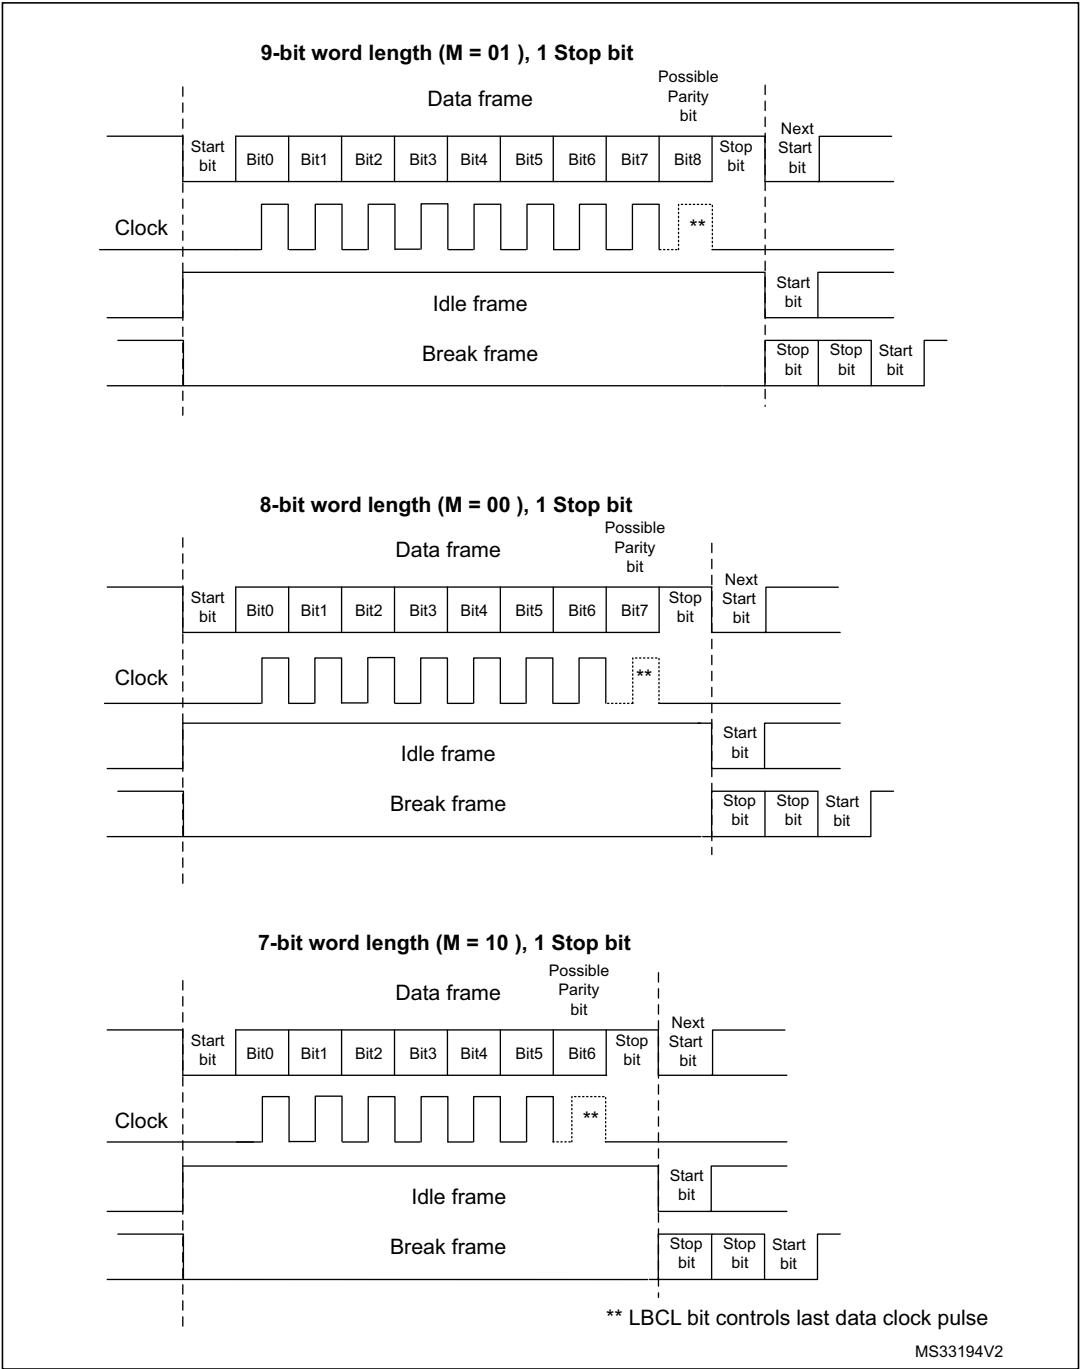 9-bit word length (M = 01 ), 1 Stop bit
Data frame
Possible
Parity
bit
Start
bit
Bit0
Bit1
Bit2
Bit3
Bit4
Bit5
Bit6
Bit7
Bit8
Stop
bit
Next
Start
bit
Clock
**
Idle frame
Start
bit
Break frame
Stop
bit
Stop
bit
Start
bit
8-bit word length (M = 00 ), 1 Stop bit
Data frame
Possible
Parity
bit
Start
bit
Bit0
Bit1
Bit2
Bit3
Bit4
Bit5
Bit6
Bit7
Stop
bit
Next
Start
bit
Clock
**
Idle frame
Start
bit
Break frame
Stop
bit
Stop
bit
Start
bit
7-bit word length (M = 10 ), 1 Stop bit
Data frame
Possible
Parity
bit
Start
bit
Bit0
Bit1
Bit2
Bit3
Bit4
Bit5
Bit6
Stop
bit
Next
Start
bit
Clock
**
Idle frame
Start
bit
Break frame
Stop
bit
Stop
bit
Start
bit
** LBCL bit controls last data clock pulse
MS33194V2